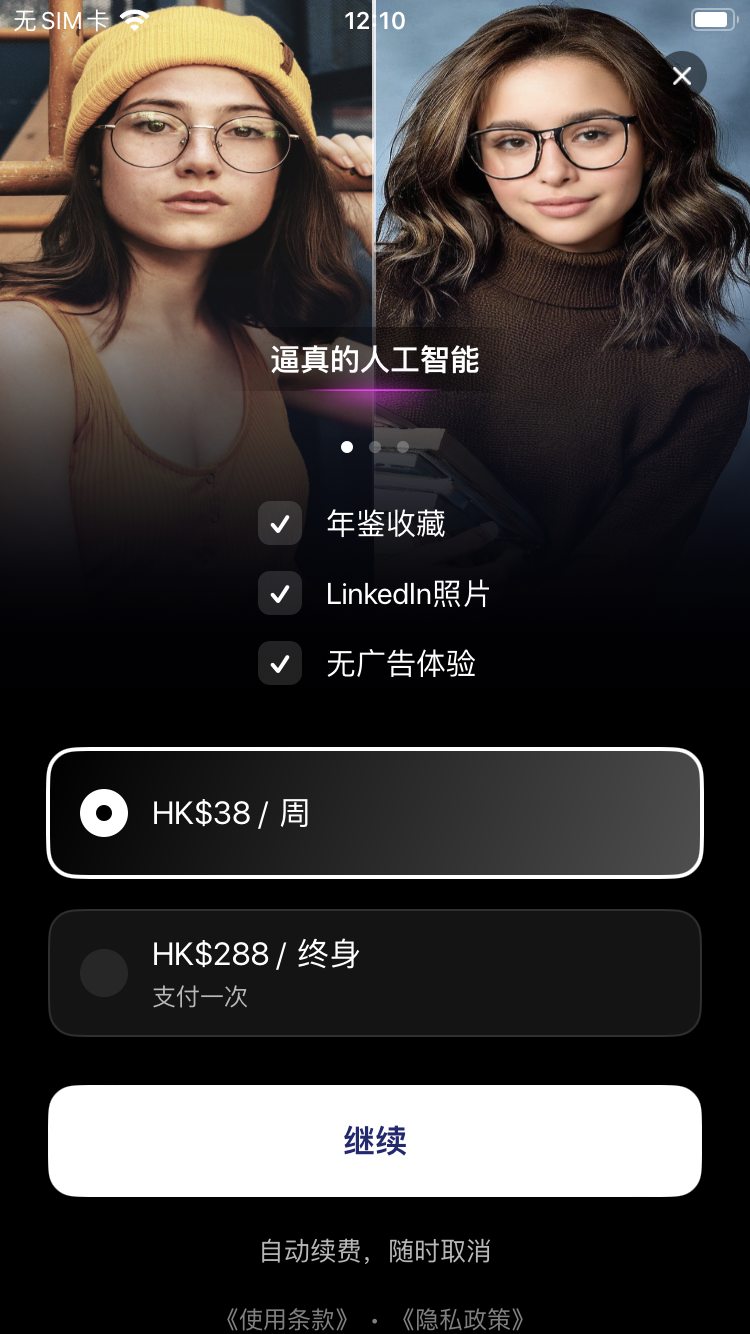 无SIM卡 12:10
逼真的人工智能
年鉴收藏
LinkedIn照片
无广告体验
HK$38 / 周
HK$288 / 终身
支付一次
继续
自动续费，随时取消
《使用条款》 • 《隐私政策》